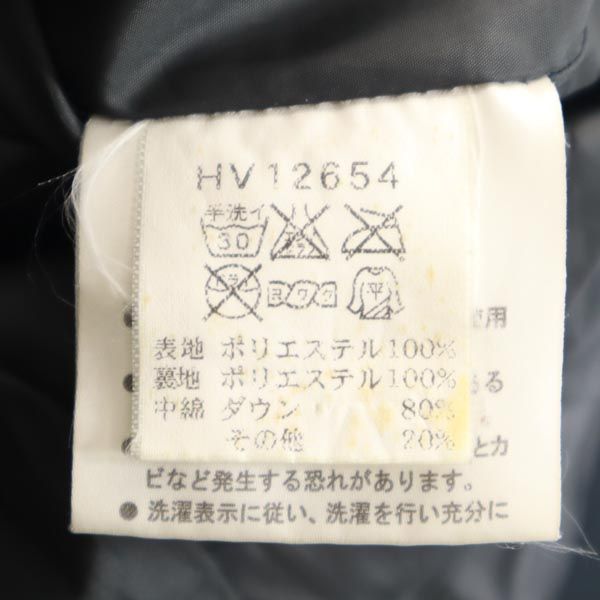 HV12654
手洗イ
30
平
表地 ポリエステル100%
裏地 ポリエステル100%
中綿 ダウン 80%
その他 20%
ビなど発生する恐れがあります。
● 洗濯表示に従い、洗濯を行い充分に